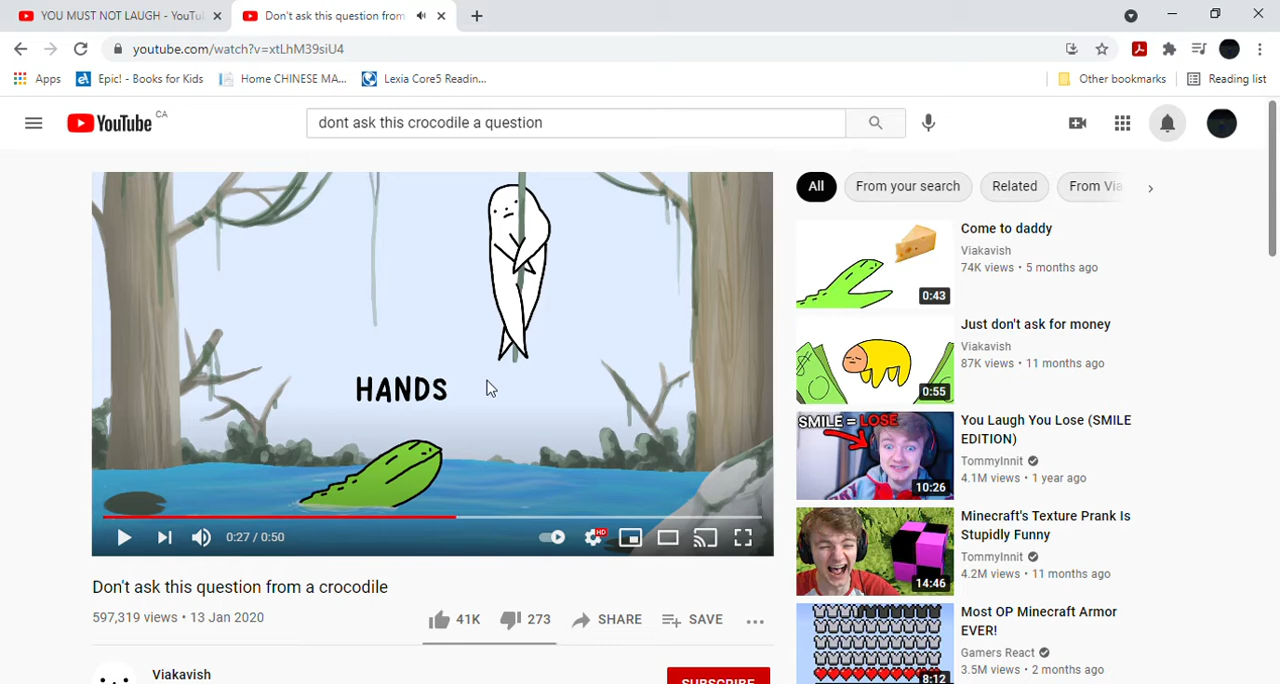 YOU MUST NOT LAUGH - YouTu
Don't ask this question from
youtube.com/watch?v=xtLhM39siU4
Apps
Epic! - Books for Kids
Home CHINESE MA...
Lexia Core5 Readin...
Other bookmarks
Reading list
YouTube CA
dont ask this crocodile a question
HANDS
0:27 / 0:50
HD
Don't ask this question from a crocodile
597,319 views • 13 Jan 2020
41K
273
SHARE
SAVE
Viakavish
SUBSCRIBE
All
From your search
Related
From Via
Come to daddy
Viakavish
74K views • 5 months ago
0:43
Just don't ask for money
Viakavish
87K views • 11 months ago
0:55
SMILE = LOSE
You Laugh You Lose (SMILE
EDITION)
TommyInnit
4.1M views • 1 year ago
10:26
Minecraft's Texture Prank Is
Stupidly Funny
TommyInnit
4.2M views • 11 months ago
14:46
Most OP Minecraft Armor
EVER!
Gamers React
3.5M views • 2 months ago
8:12